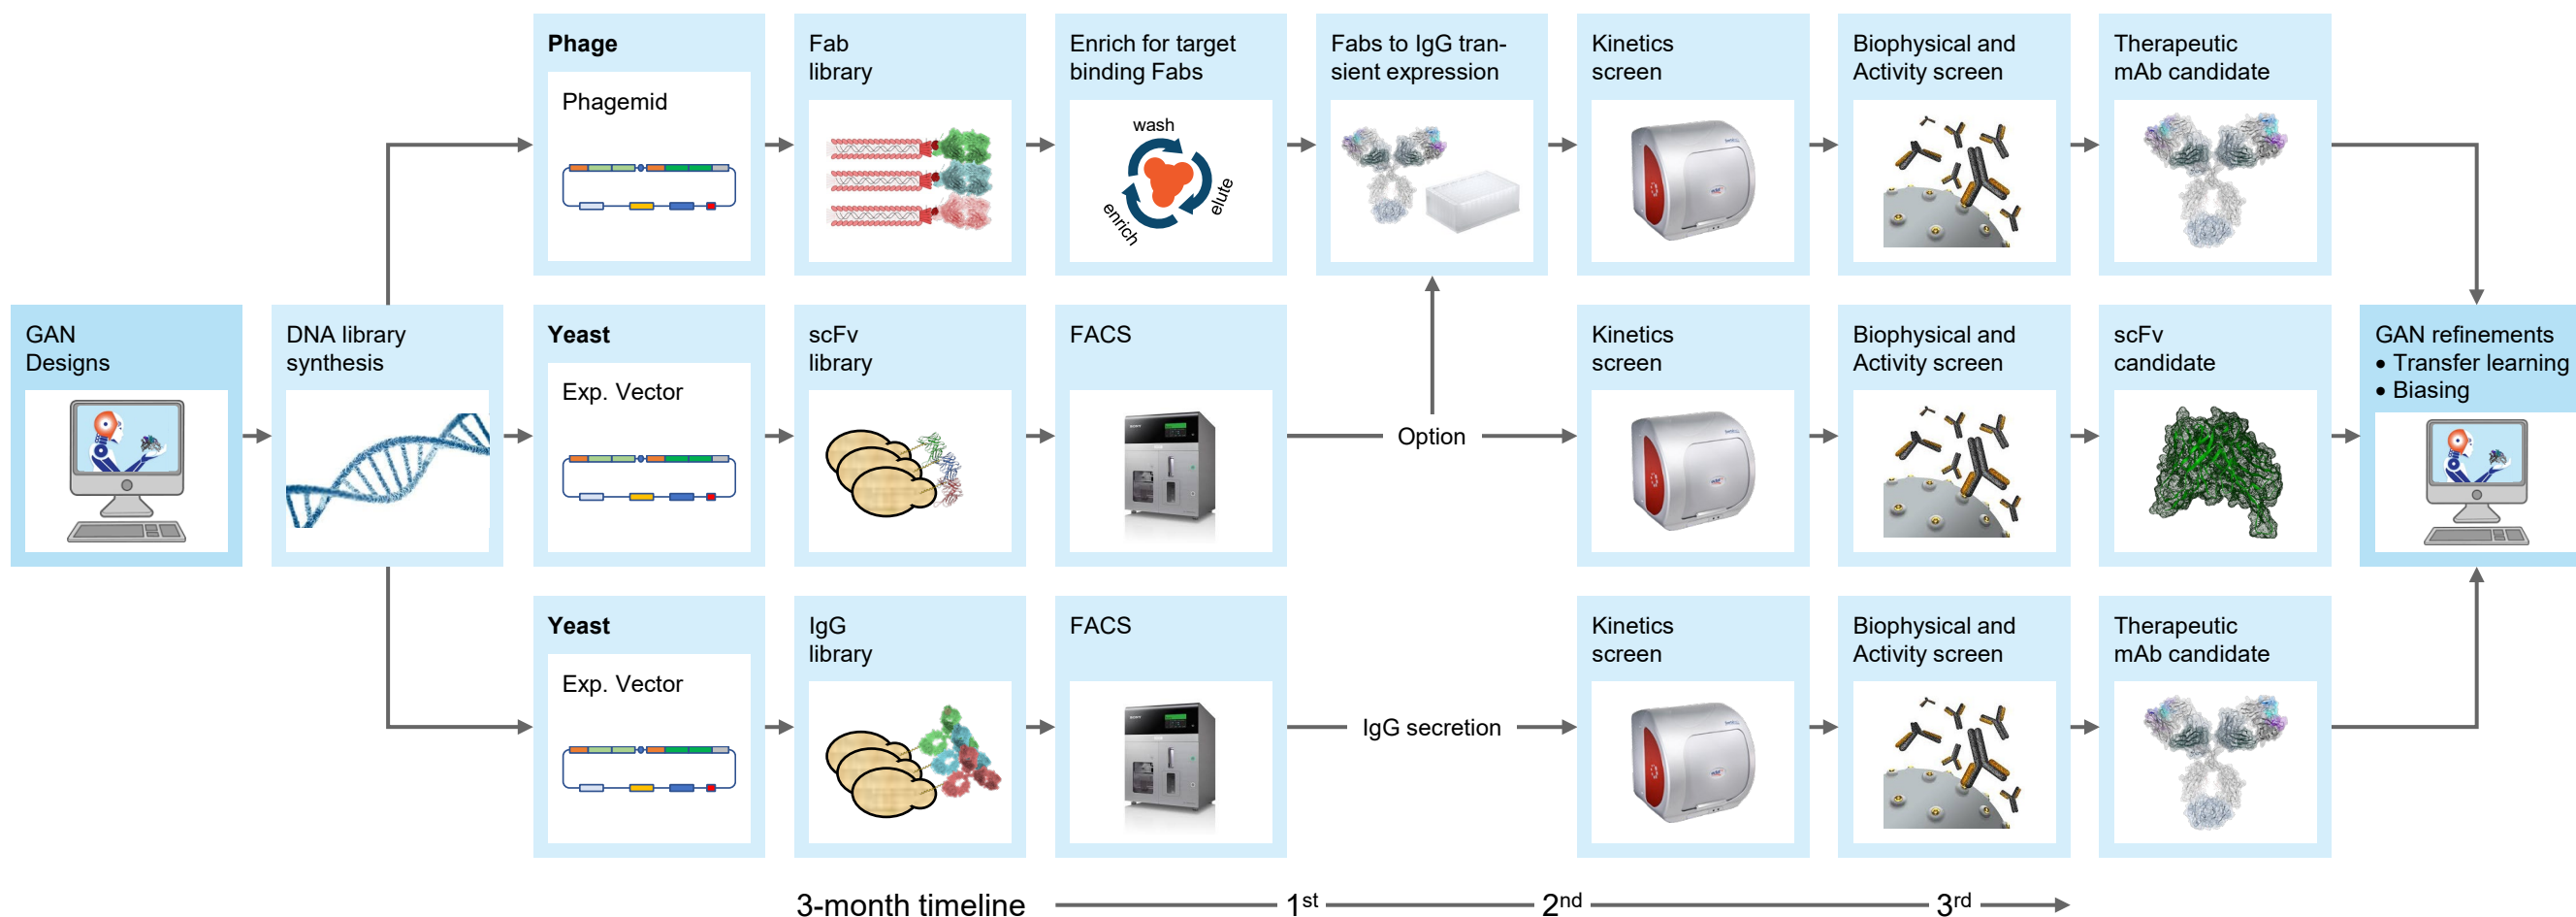 Phage
Phagemid
Fab
library
Enrich for target
binding Fabs
wash
elute
enrich
Fabs to IgG tran-
sient expression
Kinetics
screen
Biophysical and
Activity screen
Therapeutic
mAb candidate
GAN
Designs
DNA library
synthesis
Yeast
Exp. Vector
scFv
library
FACS
Option
Kinetics
screen
Biophysical and
Activity screen
scFv
candidate
GAN refinements
• Transfer learning
• Biasing
Yeast
Exp. Vector
IgG
library
FACS
IgG secretion
Kinetics
screen
Biophysical and
Activity screen
Therapeutic
mAb candidate
3-month timeline 1st 2nd 3rd